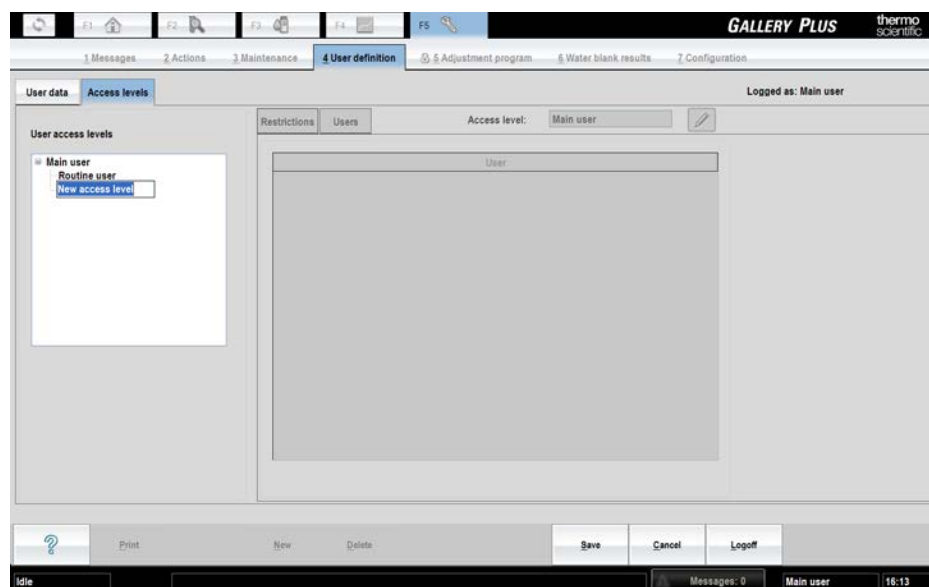 F1 F2 F3 F4 F5 GALLERY PLUS thermo
scientific
1 Messages 2 Actions 3 Maintenance 4 User definition 5 Adjustment program 6 Water blank results 7 Configuration
User data Access levels Logged as: Main user
Restrictions Users Access level: Main user
User access levels
Main user
Routine user
New access level
User
? Print New Delete Save Cancel Logoff
Idle Messages: 0 Main user 16:13